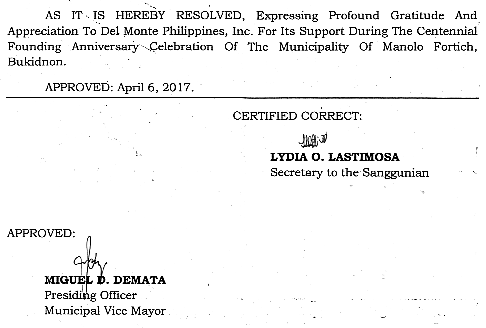 AS IT IS HEREBY RESOLVED, Expressing Profound Gratitude And
Appreciation To Del Monte Philippines, Inc. For Its Support During The Centennial
Founding Anniversary Celebration Of The Municipality Of Manolo Fortich,
Bukidnon.
APPROVED: April 6, 2017.
CERTIFIED CORRECT:
LYDIA O. LASTIMOSA
Secretary to the Sanggunian
APPROVED:
MIGUEL D. DEMATA
Presiding Officer
Municipal Vice Mayor